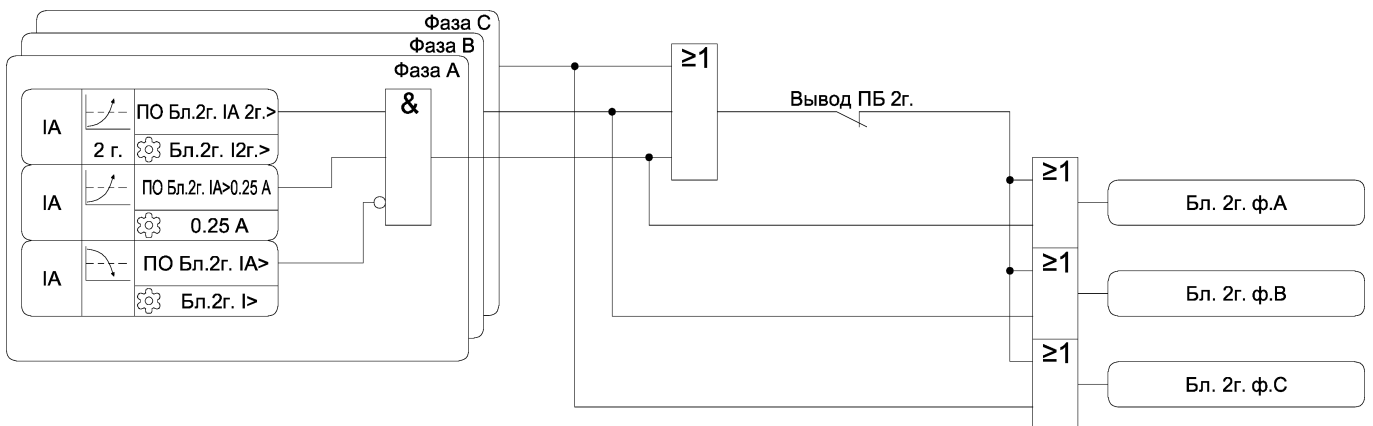 Фаза C
Фаза B
Фаза A
IA
2 г.
ПО Бл.2г. IA 2г.>
Бл.2г. I2г.>
IA
ПО Бл.2г. IA>0.25 А
0.25 А
IA
ПО Бл.2г. IA>
Бл.2г. I>
&
≥1
Вывод ПБ 2г.
≥1
Бл. 2г. ф.А
≥1
Бл. 2г. ф.В
≥1
Бл. 2г. ф.С